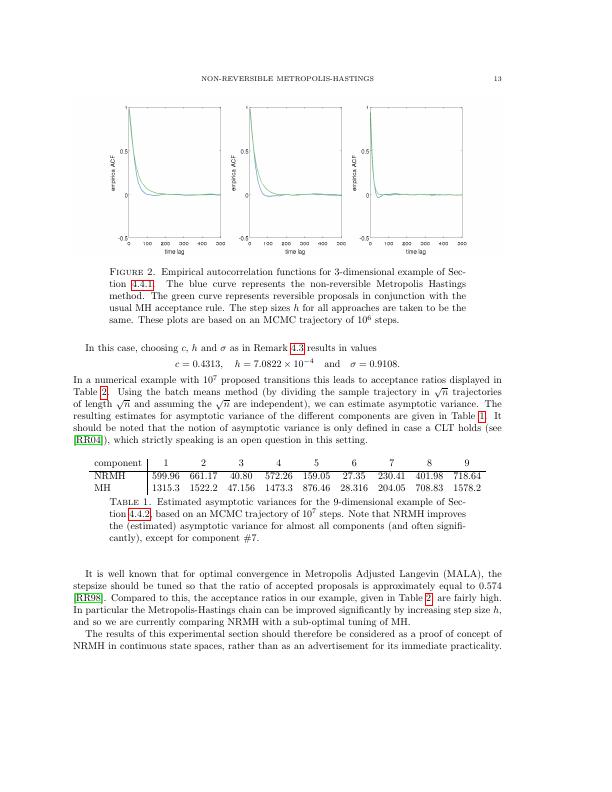 NON-REVERSIBLE METROPOLIS-HASTINGS 13
1
0.5
0
-0.5
0 100 200 300 400 500
empirica ACF
time lag
1
0.5
0
-0.5
0 100 200 300 400 500
empirica ACF
time lag
1
0.5
0
-0.5
0 100 200 300 400 500
empirica ACF
time lag
FIGURE 2. Empirical autocorrelation functions for 3-dimensional example of Sec-
tion 4.4.1. The blue curve represents the non-reversible Metropolis Hastings
method. The green curve represents reversible proposals in conjunction with the
usual MH acceptance rule. The step sizes h for all approaches are taken to be the
same. These plots are based on an MCMC trajectory of 10⁶ steps.
In this case, choosing c, h and σ as in Remark 4.3 results in values
c = 0.4313, h = 7.0822 × 10⁻⁴ and σ = 0.9108.
In a numerical example with 10⁷ proposed transitions this leads to acceptance ratios displayed in
Table 2. Using the batch means method (by dividing the sample trajectory in √n trajectories
of length √n and assuming the √n are independent), we can estimate asymptotic variance. The
resulting estimates for asymptotic variance of the different components are given in Table 1. It
should be noted that the notion of asymptotic variance is only defined in case a CLT holds (see
[RR04]), which strictly speaking is an open question in this setting.
component 1 2 3 4 5 6 7 8 9
NRMH 599.96 661.17 40.80 572.26 159.05 27.35 230.41 401.98 718.64
MH 1315.3 1522.2 47.156 1473.3 876.46 28.316 204.05 708.83 1578.2
TABLE 1. Estimated asymptotic variances for the 9-dimensional example of Sec-
tion 4.4.2, based on an MCMC trajectory of 10⁷ steps. Note that NRMH improves
the (estimated) asymptotic variance for almost all components (and often signifi-
cantly), except for component #7.
It is well known that for optimal convergence in Metropolis Adjusted Langevin (MALA), the
stepsize should be tuned so that the ratio of accepted proposals is approximately equal to 0.574
[RR98]. Compared to this, the acceptance ratios in our example, given in Table 2, are fairly high.
In particular the Metropolis-Hastings chain can be improved significantly by increasing step size h,
and so we are currently comparing NRMH with a sub-optimal tuning of MH.
The results of this experimental section should therefore be considered as a proof of concept of
NRMH in continuous state spaces, rather than as an advertisement for its immediate practicality.